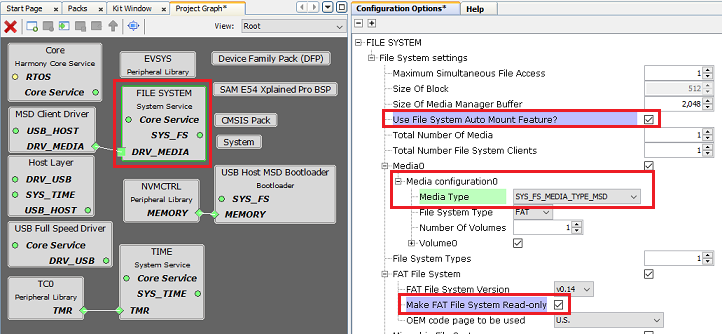 Start Page
Packs
Kit Window
Project Graph*
View:
Root
Core
Harmony Core Service
RTOS
Core Service
MSD Client Driver
USB_HOST
DRV_MEDIA
Host Layer
DRV_USB
SYS_TIME
USB_HOST
USB Full Speed Driver
Core Service
DRV_USB
TC0
Peripheral Library
TMR
EVSYS
Peripheral Library
FILE SYSTEM
System Service
Core Service
SYS_FS
DRV_MEDIA
NVMCTRL
Peripheral Library
MEMORY
TIME
System Service
Core Service
SYS_TIME
TMR
Device Family Pack (DFP)
SAM E54 Xplained Pro BSP
CMSIS Pack
System
USB Host MSD Bootloader
Bootloader
SYS_FS
MEMORY
Configuration Options*
Help
FILE SYSTEM
File System settings
Maximum Simultaneous File Access 1
Size Of Block 512
Size Of Media Manager Buffer 2,048
Use File System Auto Mount Feature?
Total Number Of Media 1
Total Number File System Clients 1
Media0
Media configuration0
Media Type SYS_FS_MEDIA_TYPE_MSD
File System Type FAT
Number Of Volumes 1
Volume0
File System Types 1
FAT File System
FAT File System Version v0.14
Make FAT File System Read-only
OEM code page to be used U.S.